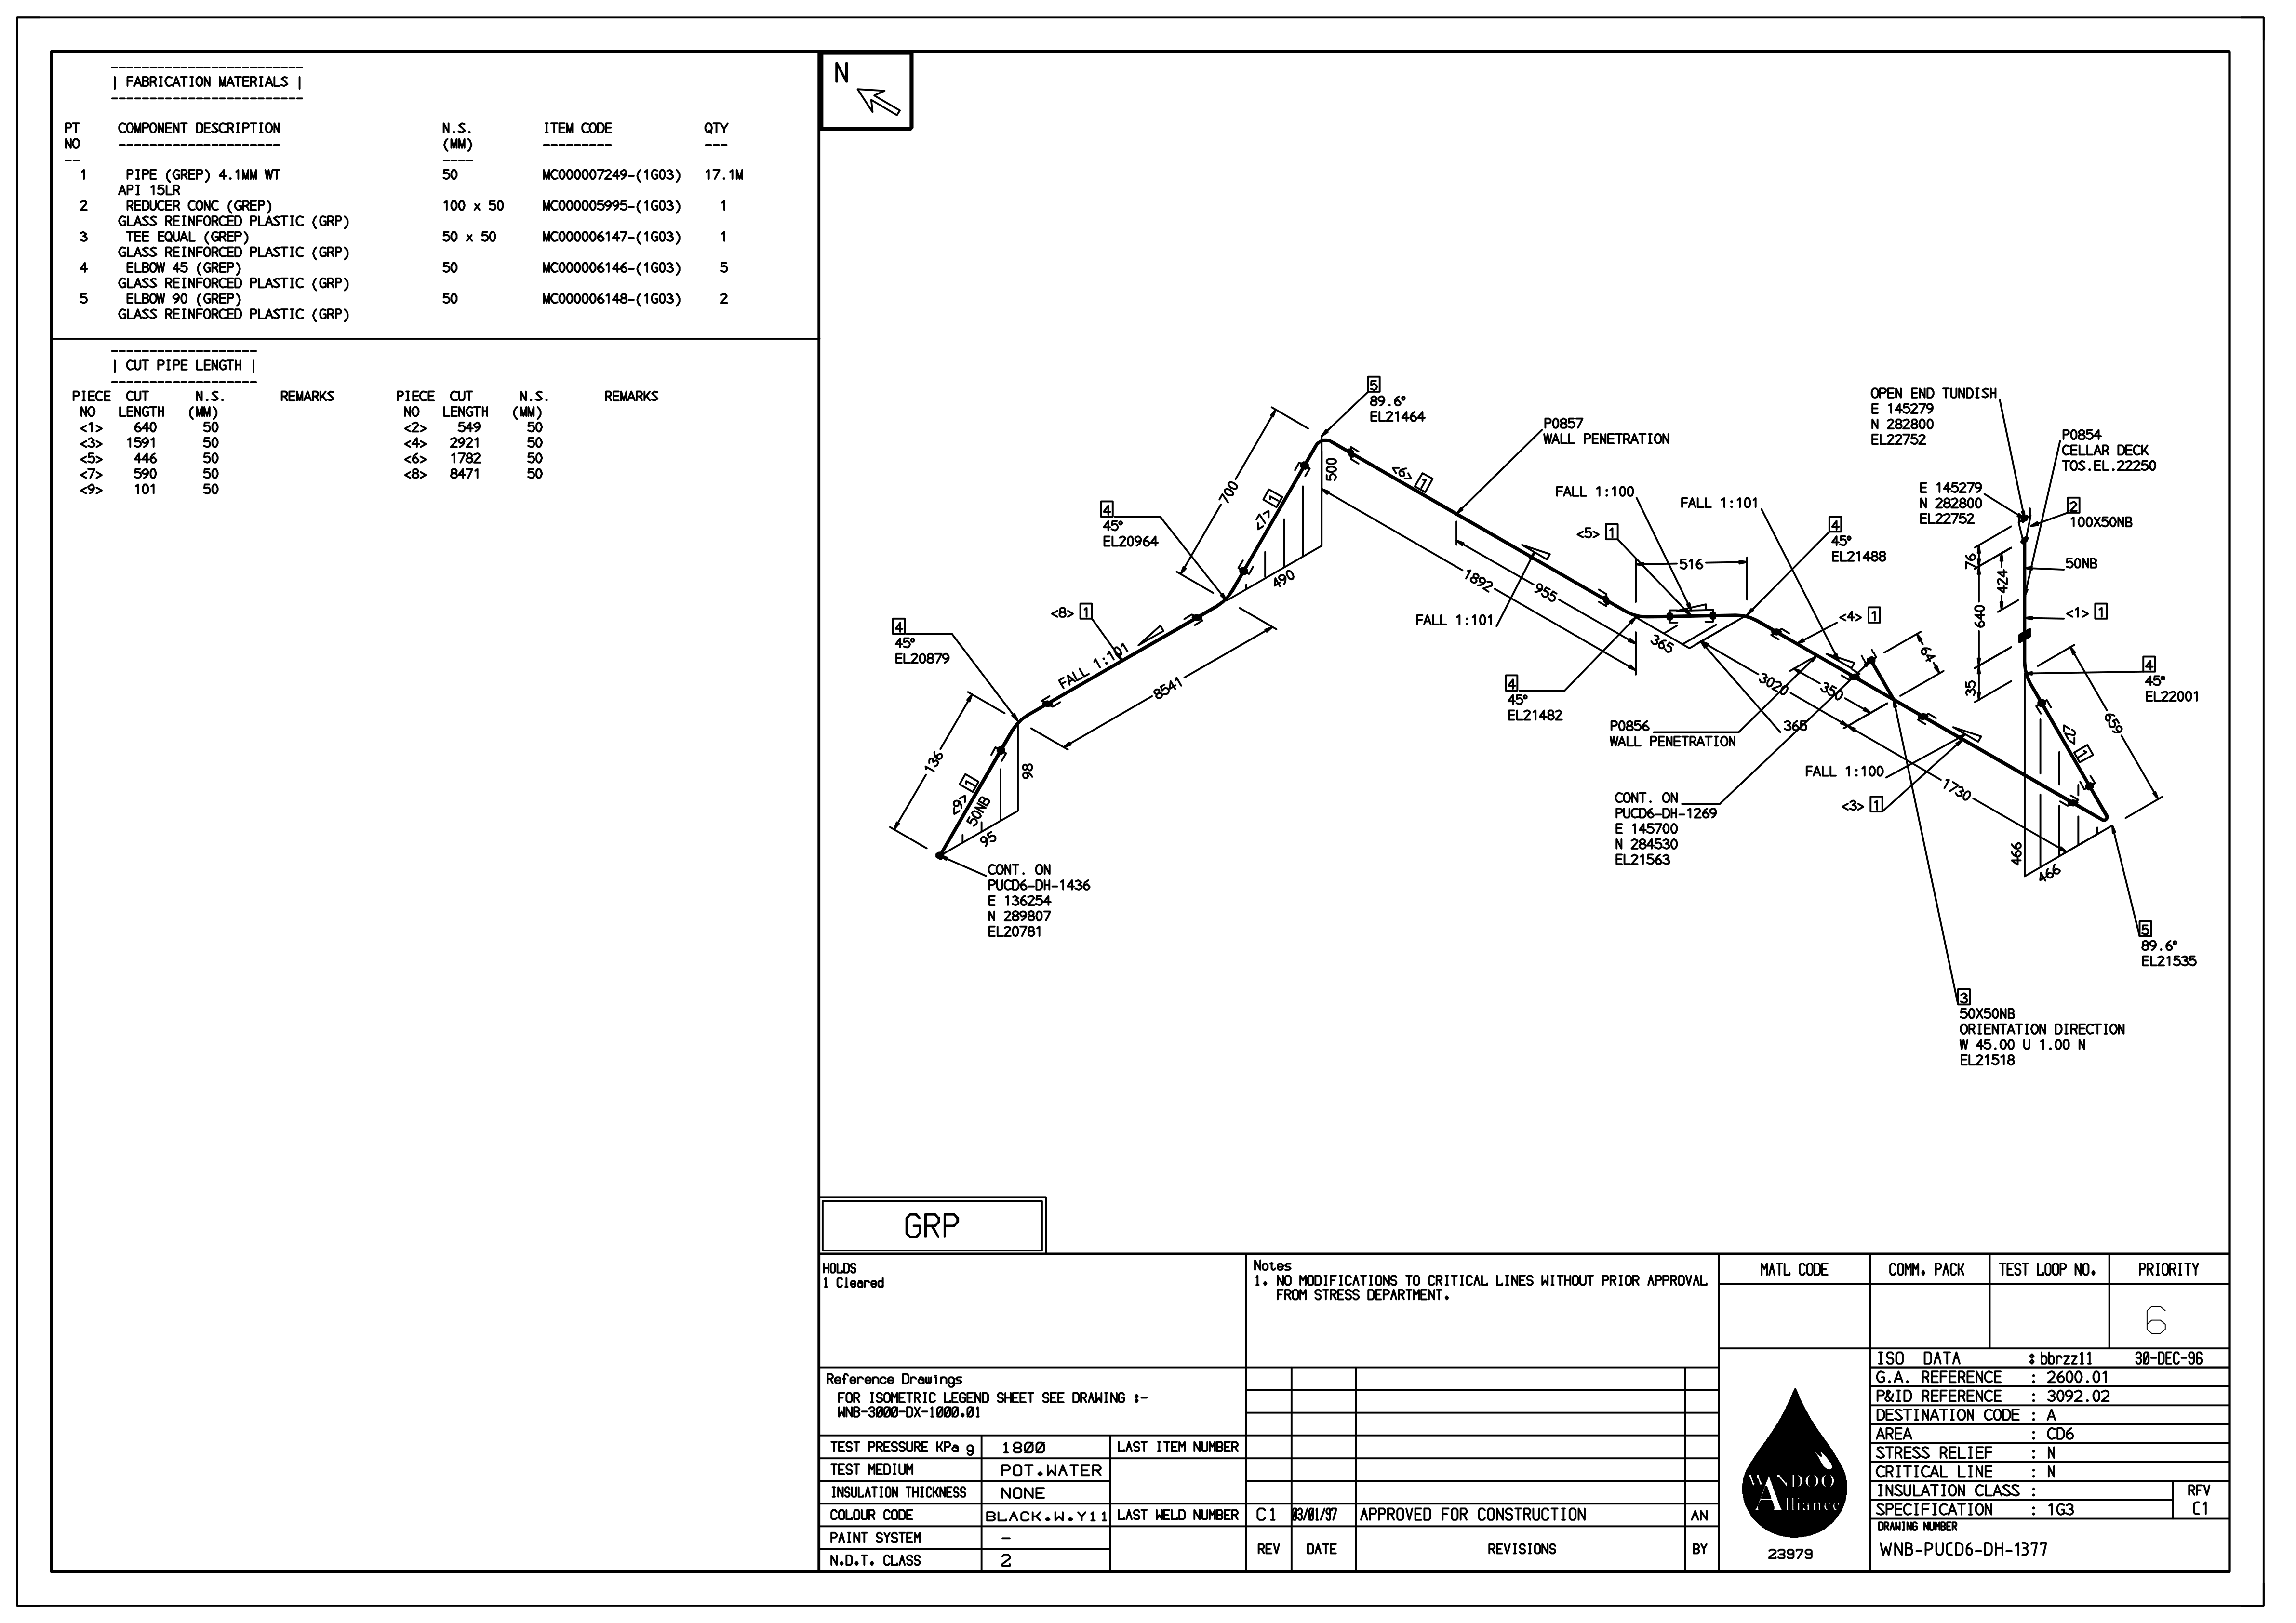 | FABRICATION MATERIALS |
PT NO COMPONENT DESCRIPTION N.S. (MM) ITEM CODE QTY
1 PIPE (GREP) 4.1MM WT 50 MC000007249-(1G03) 17.1M
API 15LR
2 REDUCER CONC (GREP) 100 x 50 MC000005995-(1G03) 1
GLASS REINFORCED PLASTIC (GRP)
3 TEE EQUAL (GREP) 50 x 50 MC000006147-(1G03) 1
GLASS REINFORCED PLASTIC (GRP)
4 ELBOW 45 (GREP) 50 MC000006146-(1G03) 5
GLASS REINFORCED PLASTIC (GRP)
5 ELBOW 90 (GREP) 50 MC000006148-(1G03) 2
GLASS REINFORCED PLASTIC (GRP)
| CUT PIPE LENGTH |
PIECE CUT N.S. REMARKS PIECE CUT N.S. REMARKS
NO LENGTH (MM) NO LENGTH (MM)
<1> 640 50 <2> 549 50
<3> 1591 50 <4> 2921 50
<5> 446 50 <6> 1782 50
<7> 590 50 <8> 8471 50
<9> 101 50
N
5
89.6°
EL21464
P0857
WALL PENETRATION
OPEN END TUNDISH
E 145279
N 282800
EL22752
P0854
CELLAR DECK
TOS.EL.22250
E 145279
N 282800
EL22752
2
100X50NB
50NB
<1> 1
76
424
640
35
4
45°
EL22001
659
<2> 1
466
466
5
89.6°
EL21535
700
500
<7> 1
490
4
45°
EL20964
<6> 1
1892
955
FALL 1:101
FALL 1:100
<5> 1
516
FALL 1:101
4
45°
EL21488
<4> 1
365
4
45°
EL21482
3020
350
365
64
P0856
WALL PENETRATION
FALL 1:100
1730
<3> 1
CONT. ON
PUCD6-DH-1269
E 145700
N 284530
EL21563
<8> 1
FALL 1:101
8541
4
45°
EL20879
136
98
<9> 1
50NB
95
CONT. ON
PUCD6-DH-1436
E 136254
N 289807
EL20781
3
50X50NB
ORIENTATION DIRECTION
W 45.00 U 1.00 N
EL21518
GRP
HOLDS
1 Cleared
Notes
1. NO MODIFICATIONS TO CRITICAL LINES WITHOUT PRIOR APPROVAL
FROM STRESS DEPARTMENT.
MATL CODE COMM. PACK TEST LOOP NO. PRIORITY
6
Reference Drawings
FOR ISOMETRIC LEGEND SHEET SEE DRAWING :-
WNB-3000-DX-1000.01
TEST PRESSURE KPa g 1800 LAST ITEM NUMBER
TEST MEDIUM POT.WATER
INSULATION THICKNESS NONE
COLOUR CODE BLACK.W.Y11 LAST WELD NUMBER
PAINT SYSTEM -
N.D.T. CLASS 2
C1 03/01/97 APPROVED FOR CONSTRUCTION AN
REV DATE REVISIONS BY
WANDOO
Alliance
23979
ISO DATA : bbrzz11 30-DEC-96
G.A. REFERENCE : 2600.01
P&ID REFERENCE : 3092.02
DESTINATION CODE : A
AREA : CD6
STRESS RELIEF : N
CRITICAL LINE : N
INSULATION CLASS : RFV
SPECIFICATION : 1G3 C1
DRAWING NUMBER
WNB-PUCD6-DH-1377